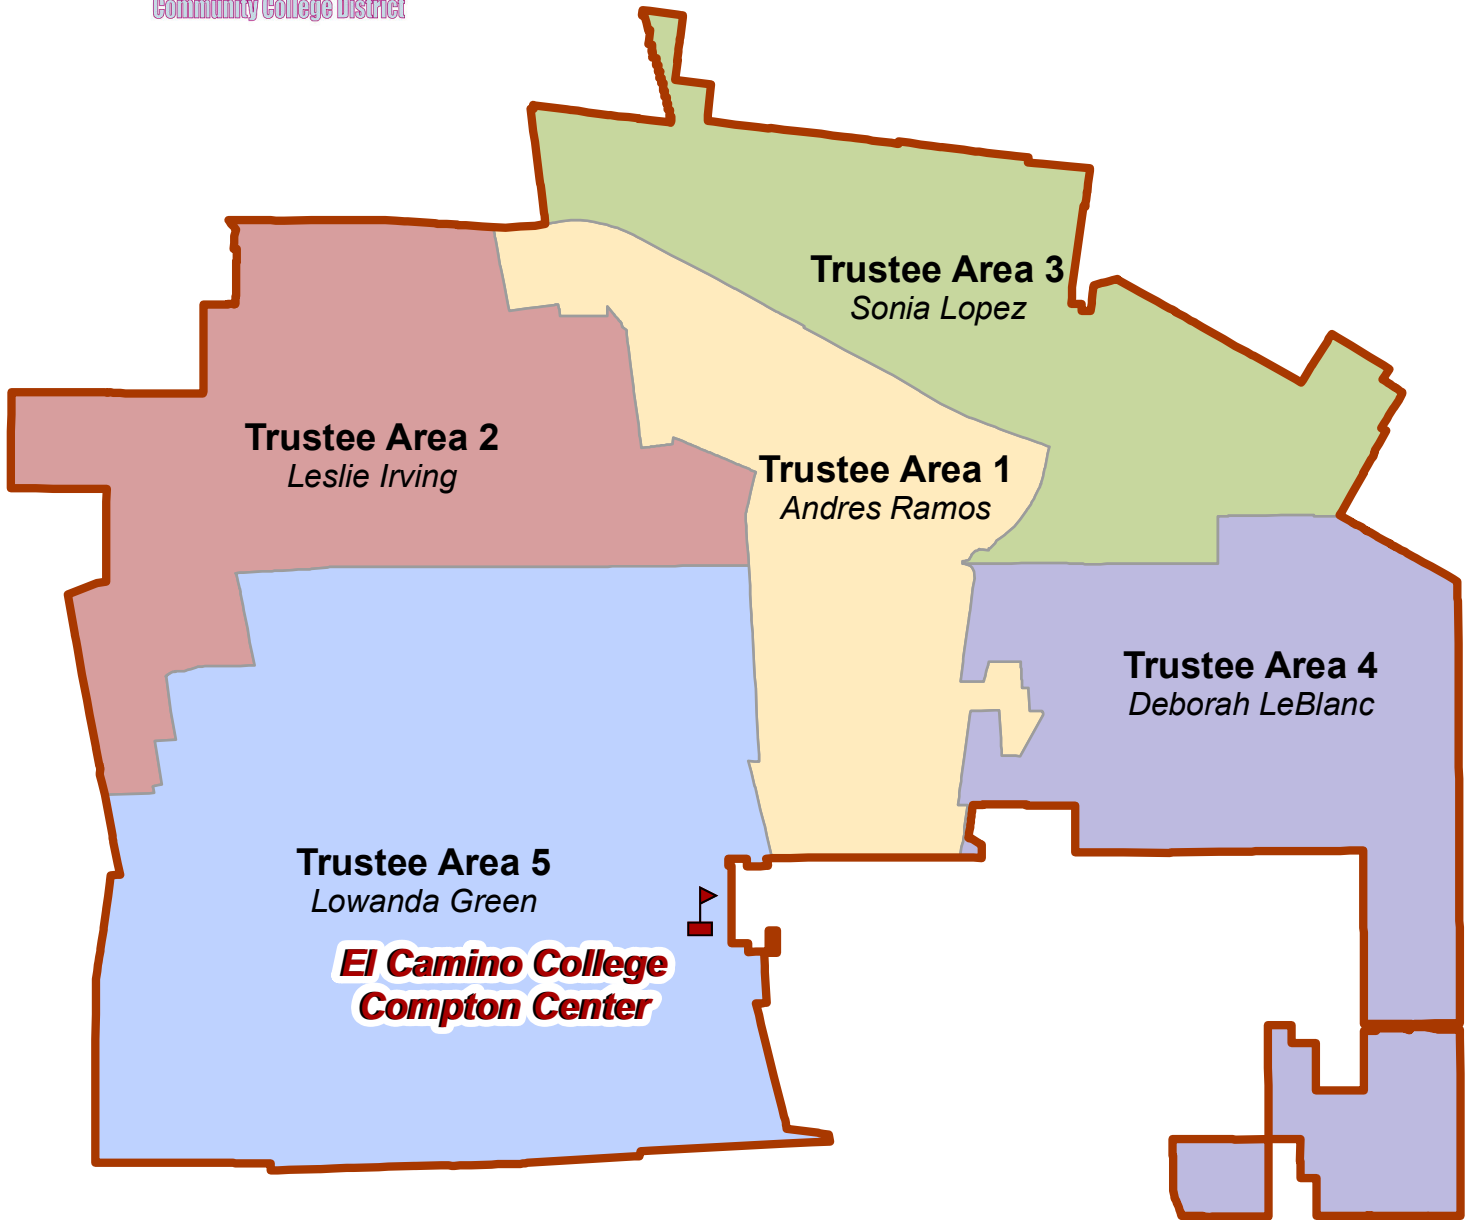 Community College District
Trustee Area 3
Sonia Lopez
Trustee Area 2
Leslie Irving
Trustee Area 1
Andres Ramos
Trustee Area 4
Deborah LeBlanc
Trustee Area 5
Lowanda Green
El Camino College
Compton Center